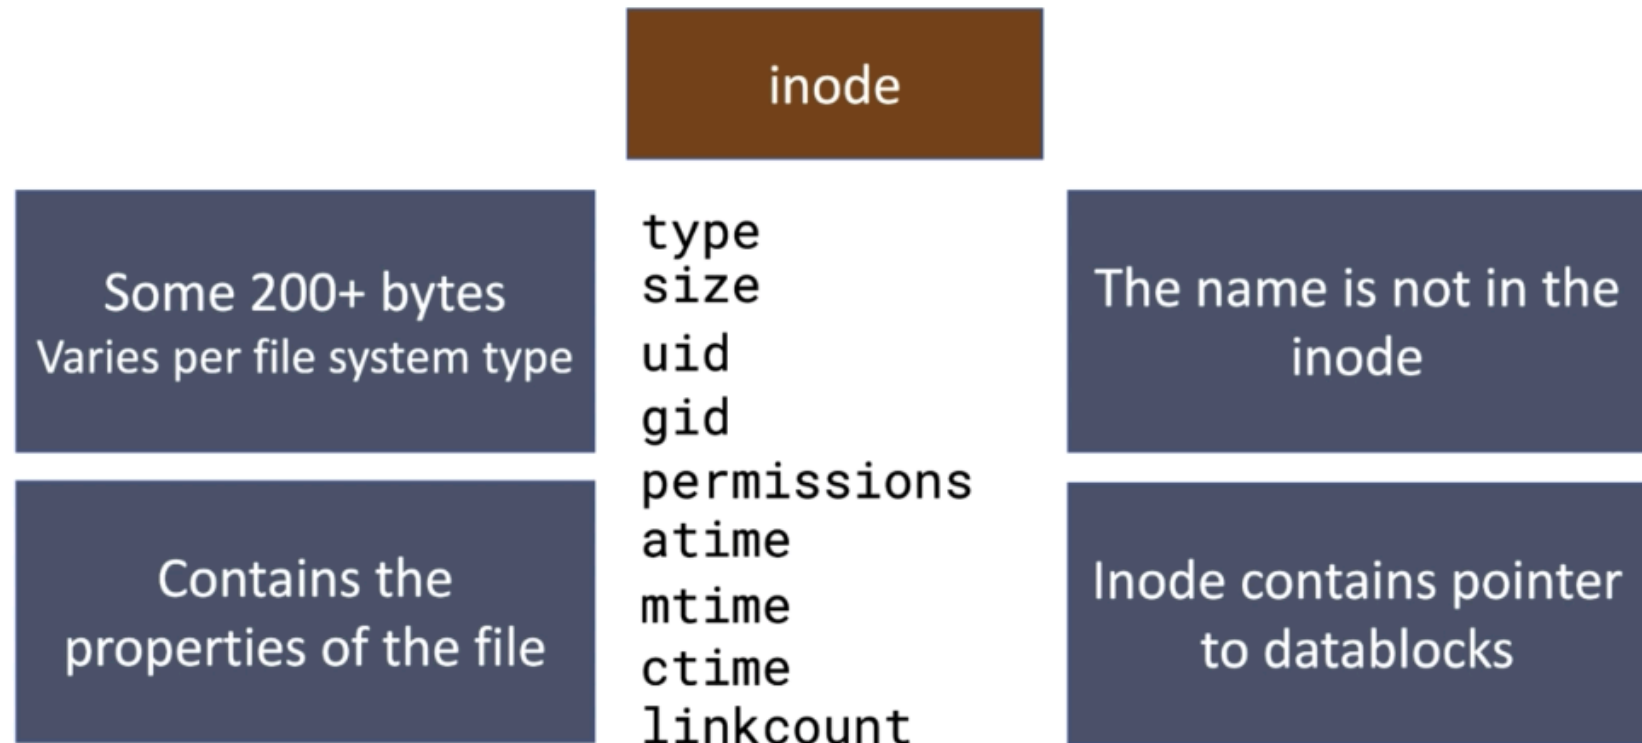 inode
Some 200+ bytes
Varies per file system type
Contains the
properties of the file
type
size
uid
gid
permissions
atime
mtime
ctime
linkcount
The name is not in the
inode
Inode contains pointer
to datablocks